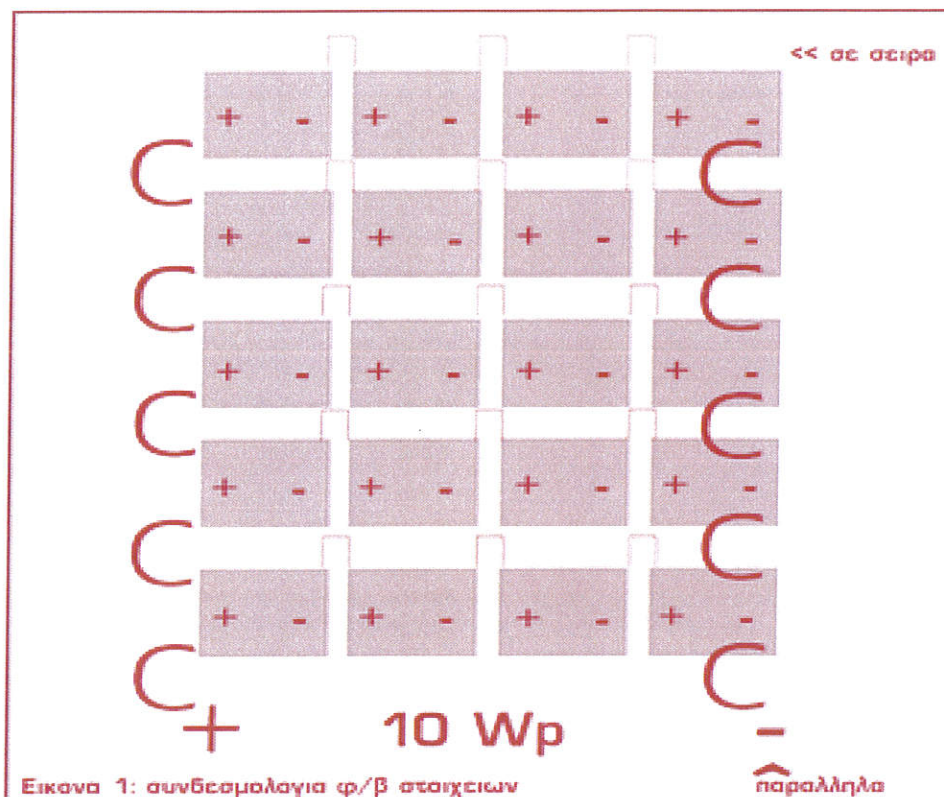 << σε σειρα
+ - + - + - + -
+ - + - + - + -
+ - + - + - + -
+ - + - + - + -
+ - + - + - + -
+ 10 Wp -
Εικονα 1: συνδεσμολογια φ/β στοιχειων
^
παραλληλα